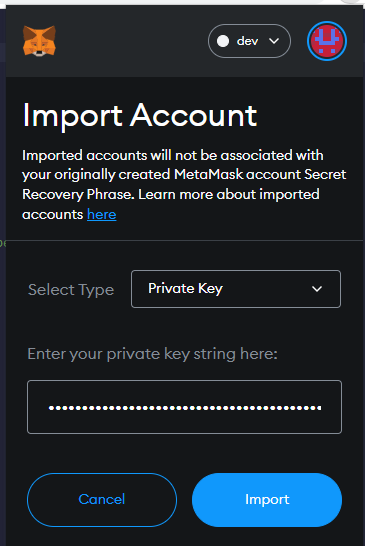 dev
Import Account
Imported accounts will not be associated with
your originally created MetaMask account Secret
Recovery Phrase. Learn more about imported
accounts here
Select Type
Private Key
Enter your private key string here:
Cancel
Import